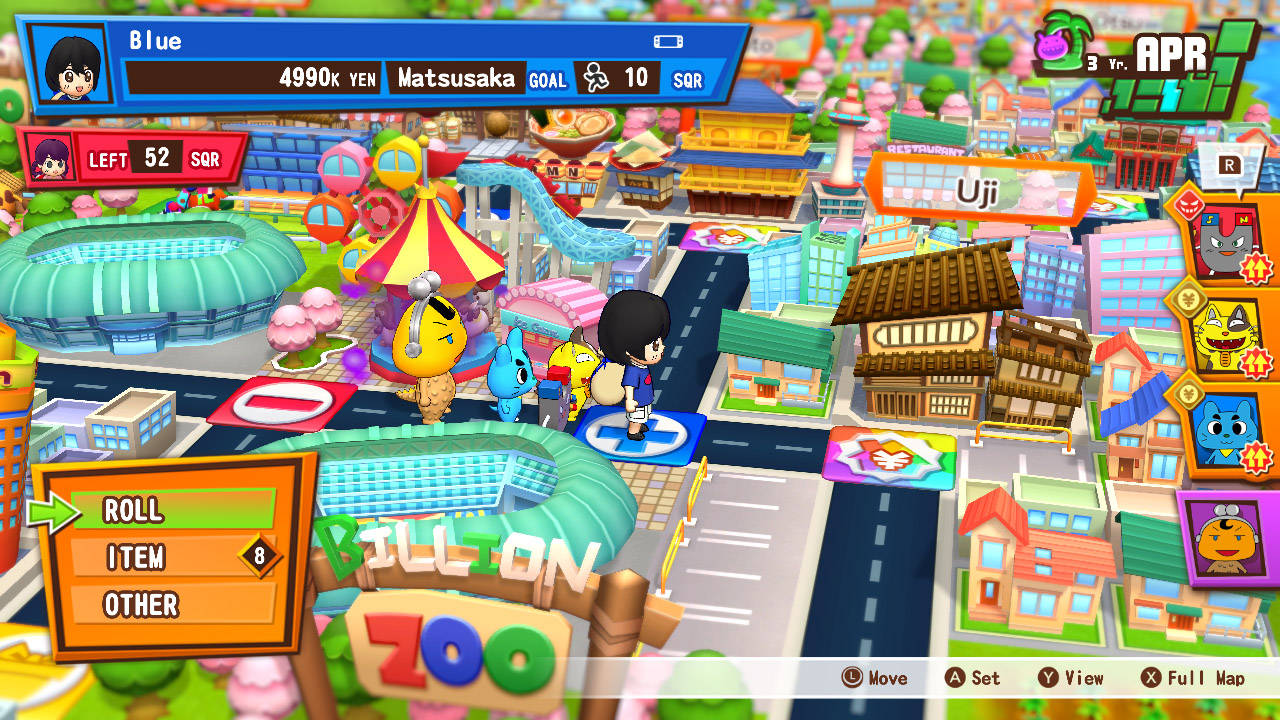 Blue
4990K YEN
Matsusaka GOAL
10 SQR
3 Yr. APR
LEFT 52 SQR
R
RESTAURANT
Uji
S N
ROLL
ITEM 8
OTHER
BILLION
ZOO
L Move
A Set
Y View
X Full Map